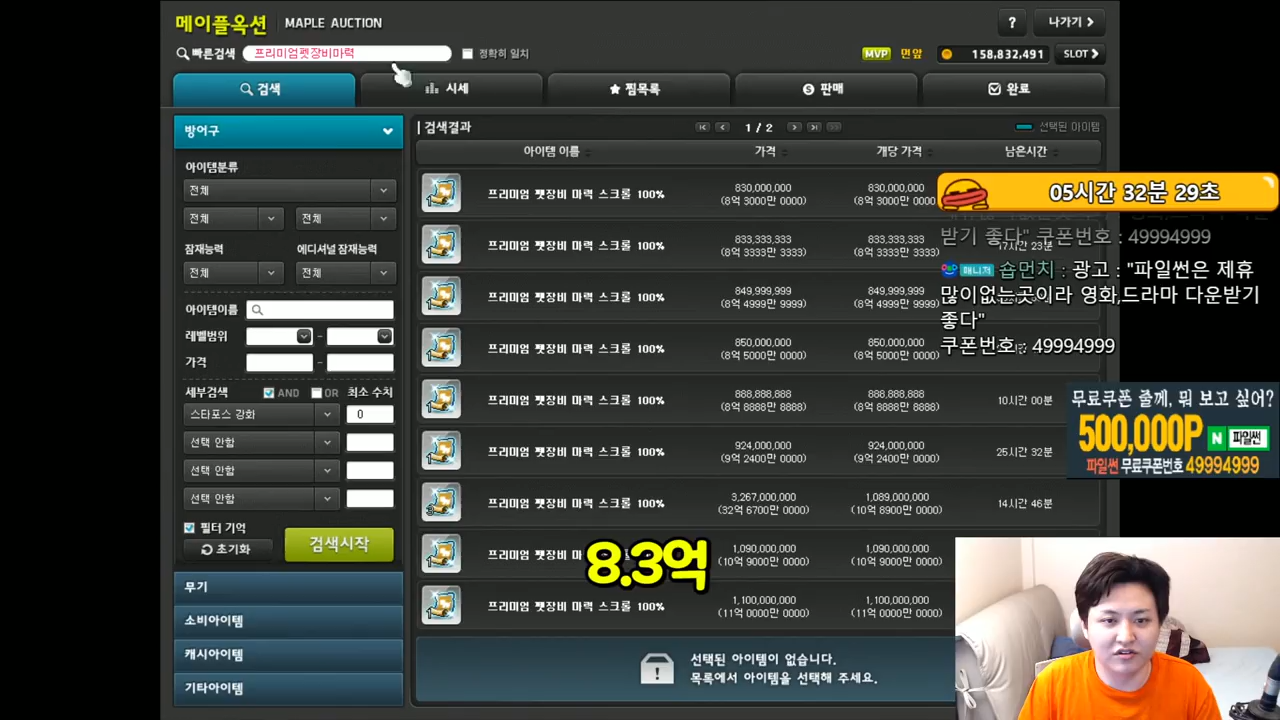 메이플옥션 MAPLE AUCTION
? 나가기
빠른검색 프리미엄펫장비마력 정확히 일치
MVP 면앞 158,832,491 SLOT
검색 시세 찜목록 판매 완료
방어구
아이템분류
전체
전체 전체
잠재능력 에디셔널 잠재능력
전체 전체
아이템이름
레벨범위 -
가격 -
세부검색 AND OR 최소 수치
스타포스 강화 0
선택 안함
선택 안함
선택 안함
필터 기억
초기화 검색시작
무기
소비아이템
캐시아이템
기타아이템
검색결과 1 / 2 선택된 아이템
아이템 이름 가격 개당 가격 남은시간
프리미엄 펫장비 마력 스크롤 100% 830,000,000 830,000,000
(8억 3000만 0000) (8억 3000만 0000)
프리미엄 펫장비 마력 스크롤 100% 833,333,333 833,333,333 17시간 23분
(8억 3333만 3333) (8억 3333만 3333)
프리미엄 펫장비 마력 스크롤 100% 849,999,999 849,999,999
(8억 4999만 9999) (8억 4999만 9999)
프리미엄 펫장비 마력 스크롤 100% 850,000,000 850,000,000
(8억 5000만 0000) (8억 5000만 0000)
프리미엄 펫장비 마력 스크롤 100% 888,888,888 888,888,888 10시간 00분
(8억 8888만 8888) (8억 8888만 8888)
프리미엄 펫장비 마력 스크롤 100% 924,000,000 924,000,000 25시간 32분
(9억 2400만 0000) (9억 2400만 0000)
프리미엄 펫장비 마력 스크롤 100% 3,267,000,000 1,089,000,000 14시간 46분
(32억 6700만 0000) (10억 8900만 0000)
프리미엄 펫장비 마 100% 1,090,000,000 1,090,000,000
(10억 9000만 0000) (10억 9000만 0000)
8.3억
프리미엄 펫장비 마력 스크롤 100% 1,100,000,000 1,100,000,000
(11억 0000만 0000) (11억 0000만 0000)
선택된 아이템이 없습니다.
목록에서 아이템을 선택해 주세요.
05시간 32분 29초
받기 좋다" 쿠폰번호 : 49994999
매니저 숍먼치 : 광고 : "파일썬은 제휴
많이없는곳이라 영화,드라마 다운받기
좋다"
쿠폰번호 : 49994999
무료쿠폰 줄께, 뭐 보고 싶어?
500,000P N 파일썬
파일썬 무료쿠폰번호 49994999